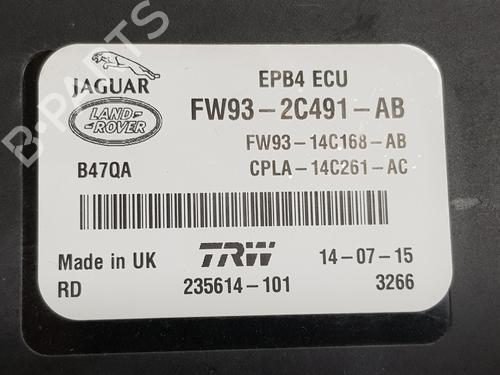 B-PARTS
JAGUAR
LAND-
ROVER
EPB4 ECU
FW93-2C491-AB
FW93-14C168-AB
B47QA
CPLA-14C261-AC
Made in UK
TRW
14-07-15
RD
235614-101
3266